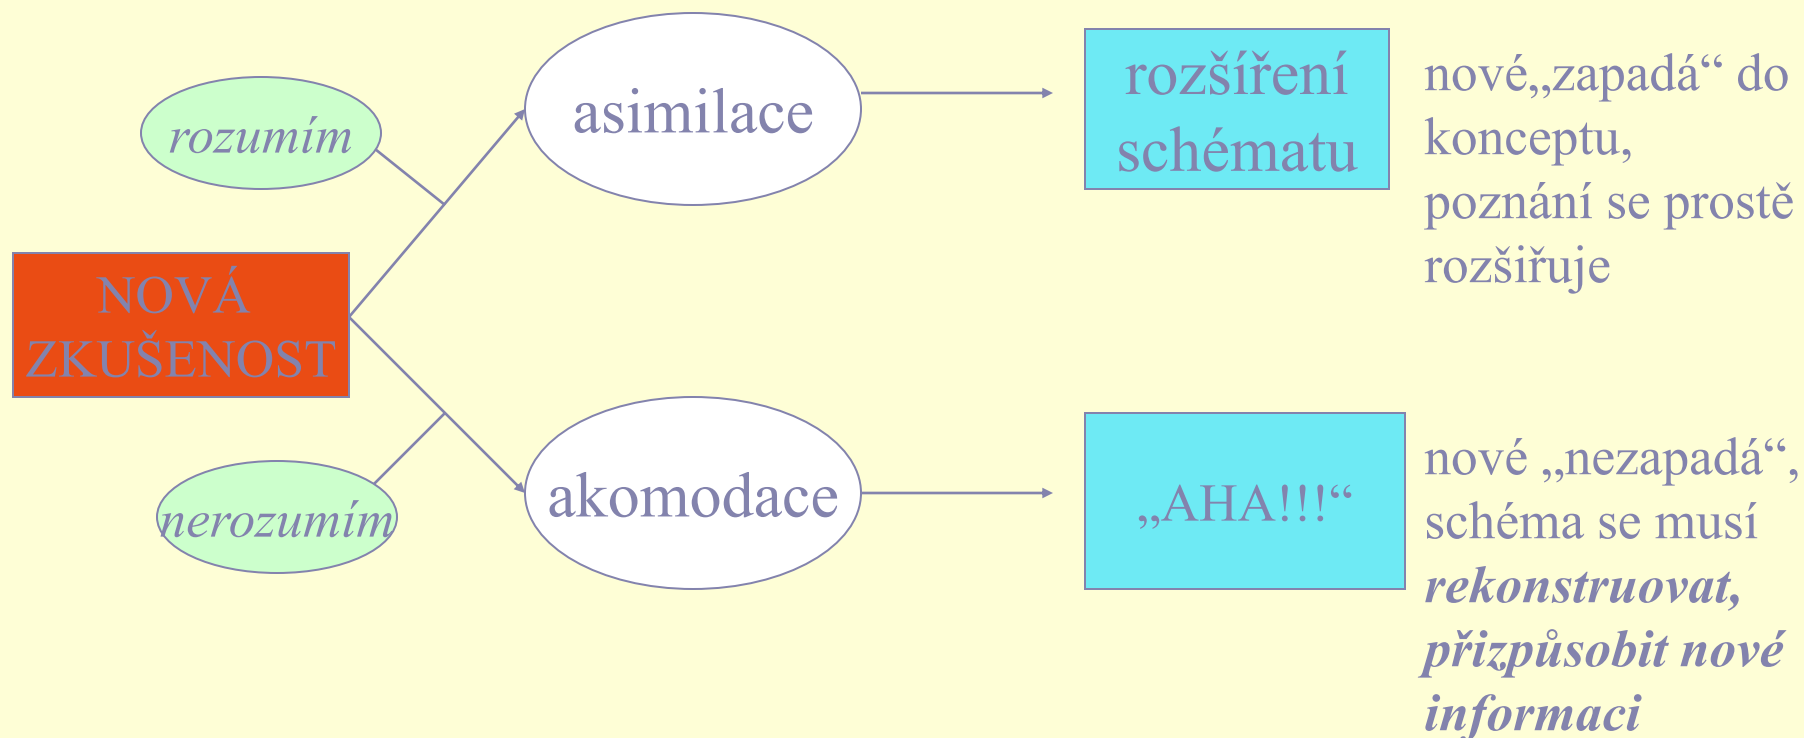 rozumím
asimilace
rozšíření
schématu
nové„zapadá“ do
konceptu,
poznání se prostě
rozšiřuje
NOVÁ
ZKUŠENOST
nerozumím
akomodace
„AHA!!!“
nové „nezapadá“,
schéma se musí
rekonstruovat,
přizpůsobit nové
informaci